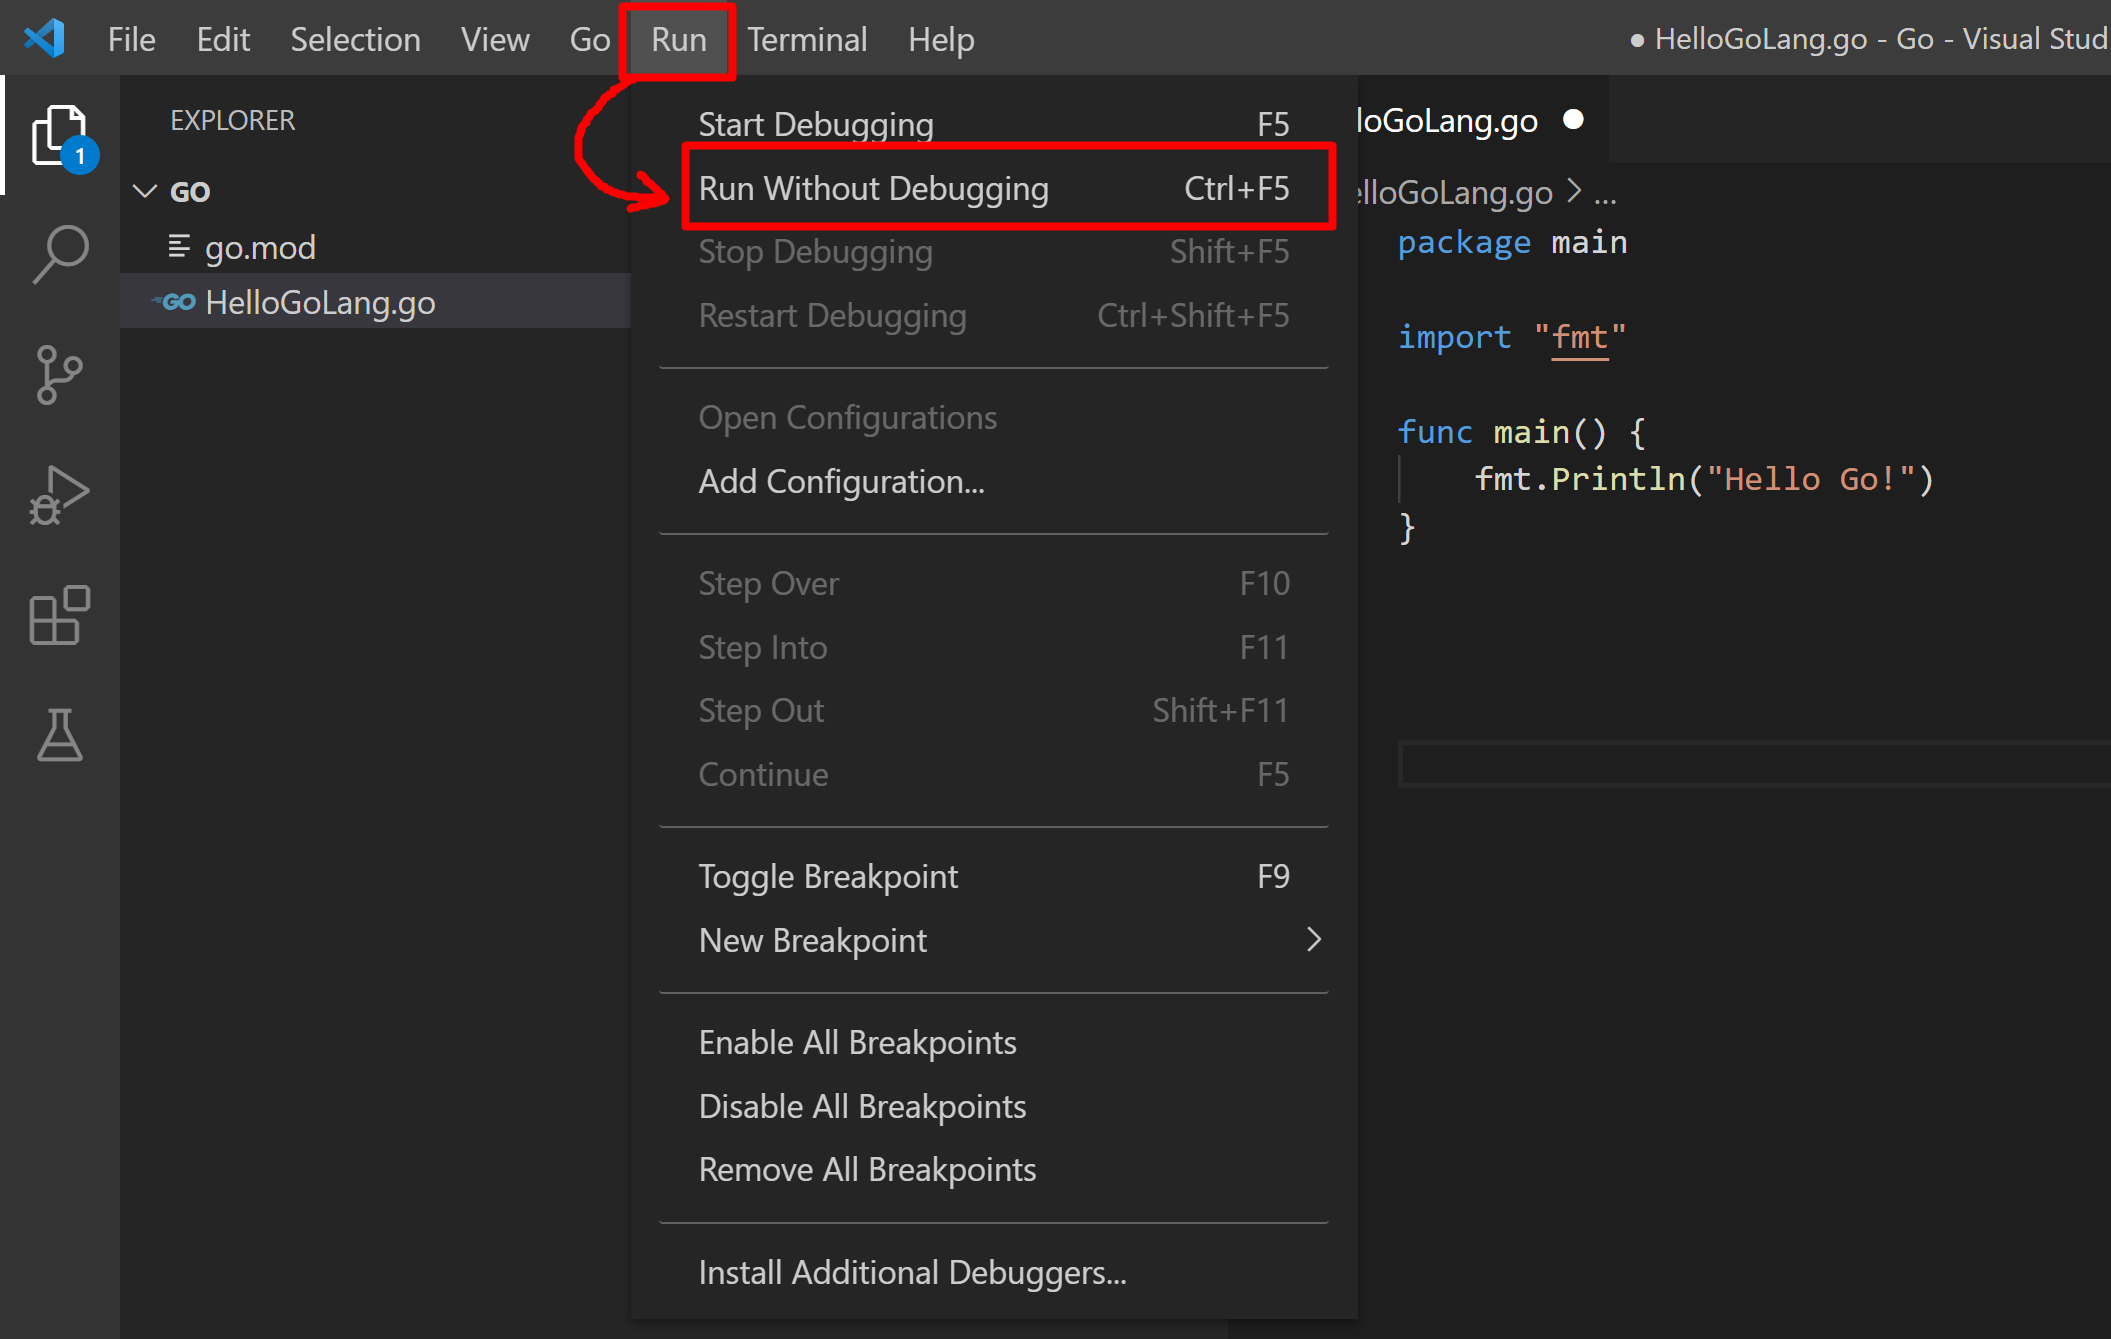 File Edit Selection View Go Run Terminal Help
● HelloGoLang.go - Go - Visual Stud
EXPLORER
1
GO
go.mod
GO HelloGoLang.go
Start Debugging F5
Run Without Debugging Ctrl+F5
Stop Debugging Shift+F5
Restart Debugging Ctrl+Shift+F5
Open Configurations
Add Configuration...
Step Over F10
Step Into F11
Step Out Shift+F11
Continue F5
Toggle Breakpoint F9
New Breakpoint
Enable All Breakpoints
Disable All Breakpoints
Remove All Breakpoints
Install Additional Debuggers...
loGoLang.go ●
elloGoLang.go > ...
package main
import "fmt"
func main() {
    fmt.Println("Hello Go!")
}